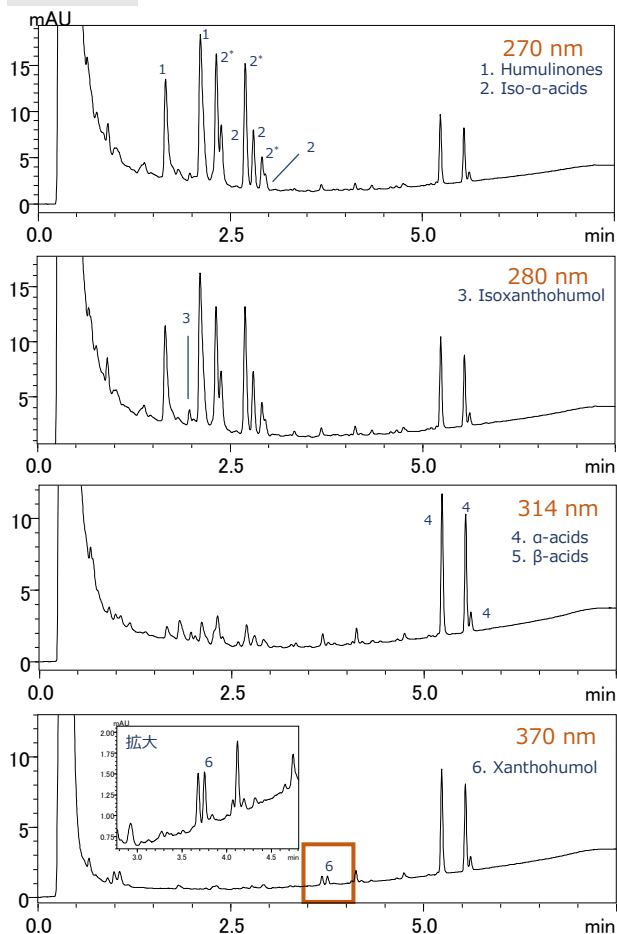 mAU
270 nm
1. Humulinones
2. Iso-α-acids
1
1
2*
2*
2
2
2*
2
15
10
5
0
0.0
2.5
5.0
min
280 nm
3. Isoxanthohumol
3
15
10
5
0.0
2.5
5.0
min
314 nm
4. α-acids
5. β-acids
4
4
4
10
5
0
0.0
2.5
5.0
min
370 nm
6. Xanthohumol
mAU
拡大
6
2.00
1.75
1.50
1.25
1.00
0.75
3.0
3.5
4.0
4.5
min
6
10
5
0
0.0
2.5
5.0
min